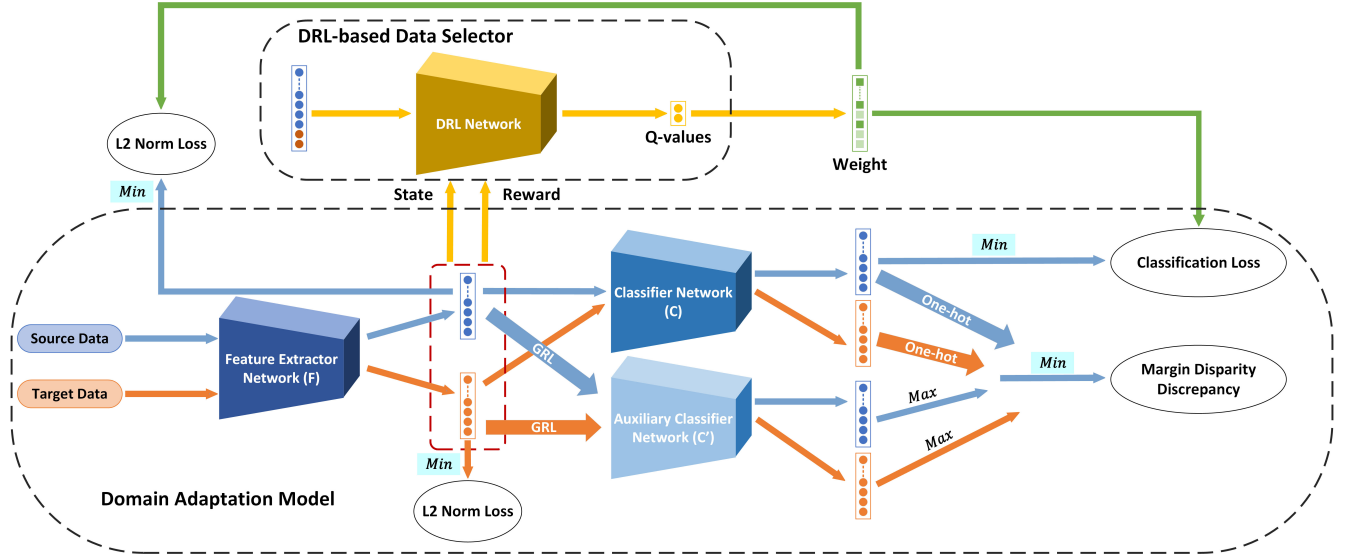 DRL-based Data Selector
DRL Network
Q-values
Weight
L2 Norm Loss
Min
State
Reward
Source Data
Target Data
Feature Extractor
Network (F)
GRL
GRL
Classifier Network
(C)
Auxiliary Classifier
Network (C’)
Min
One-hot
One-hot
Max
Max
Min
Classification Loss
Margin Disparity
Discrepancy
Min
L2 Norm Loss
Domain Adaptation Model